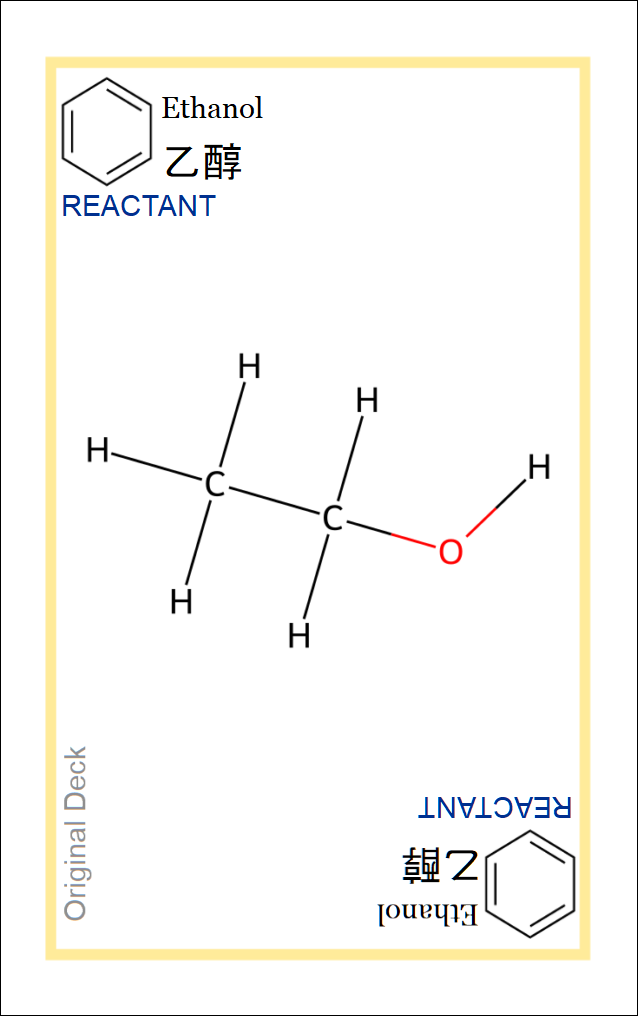 Ethanol
乙醇
REACTANT
H
H
H
H
C
C
O
H
H
Original Deck
REACTANT
乙醇
Ethanol